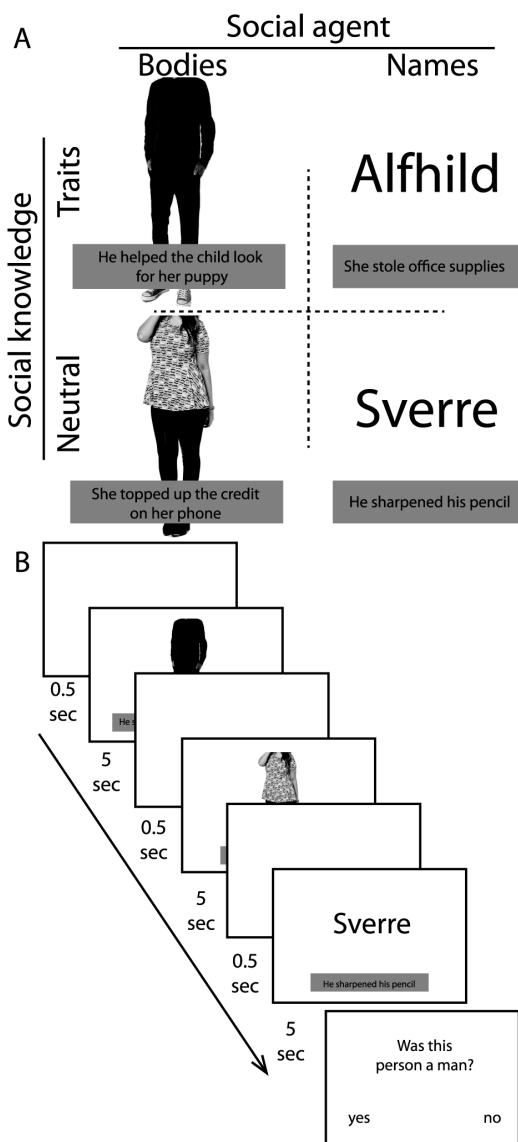 A
Social agent
Bodies
Names
Social knowledge
Traits
Alfhild
He helped the child look
for her puppy
She stole office supplies
Neutral
Sverre
She topped up the credit
on her phone
He sharpened his pencil
B
0.5
sec
He s
5
sec
0.5
sec
5
sec
0.5
sec
Sverre
He sharpened his pencil
5
sec
Was this
person a man?
yes
no